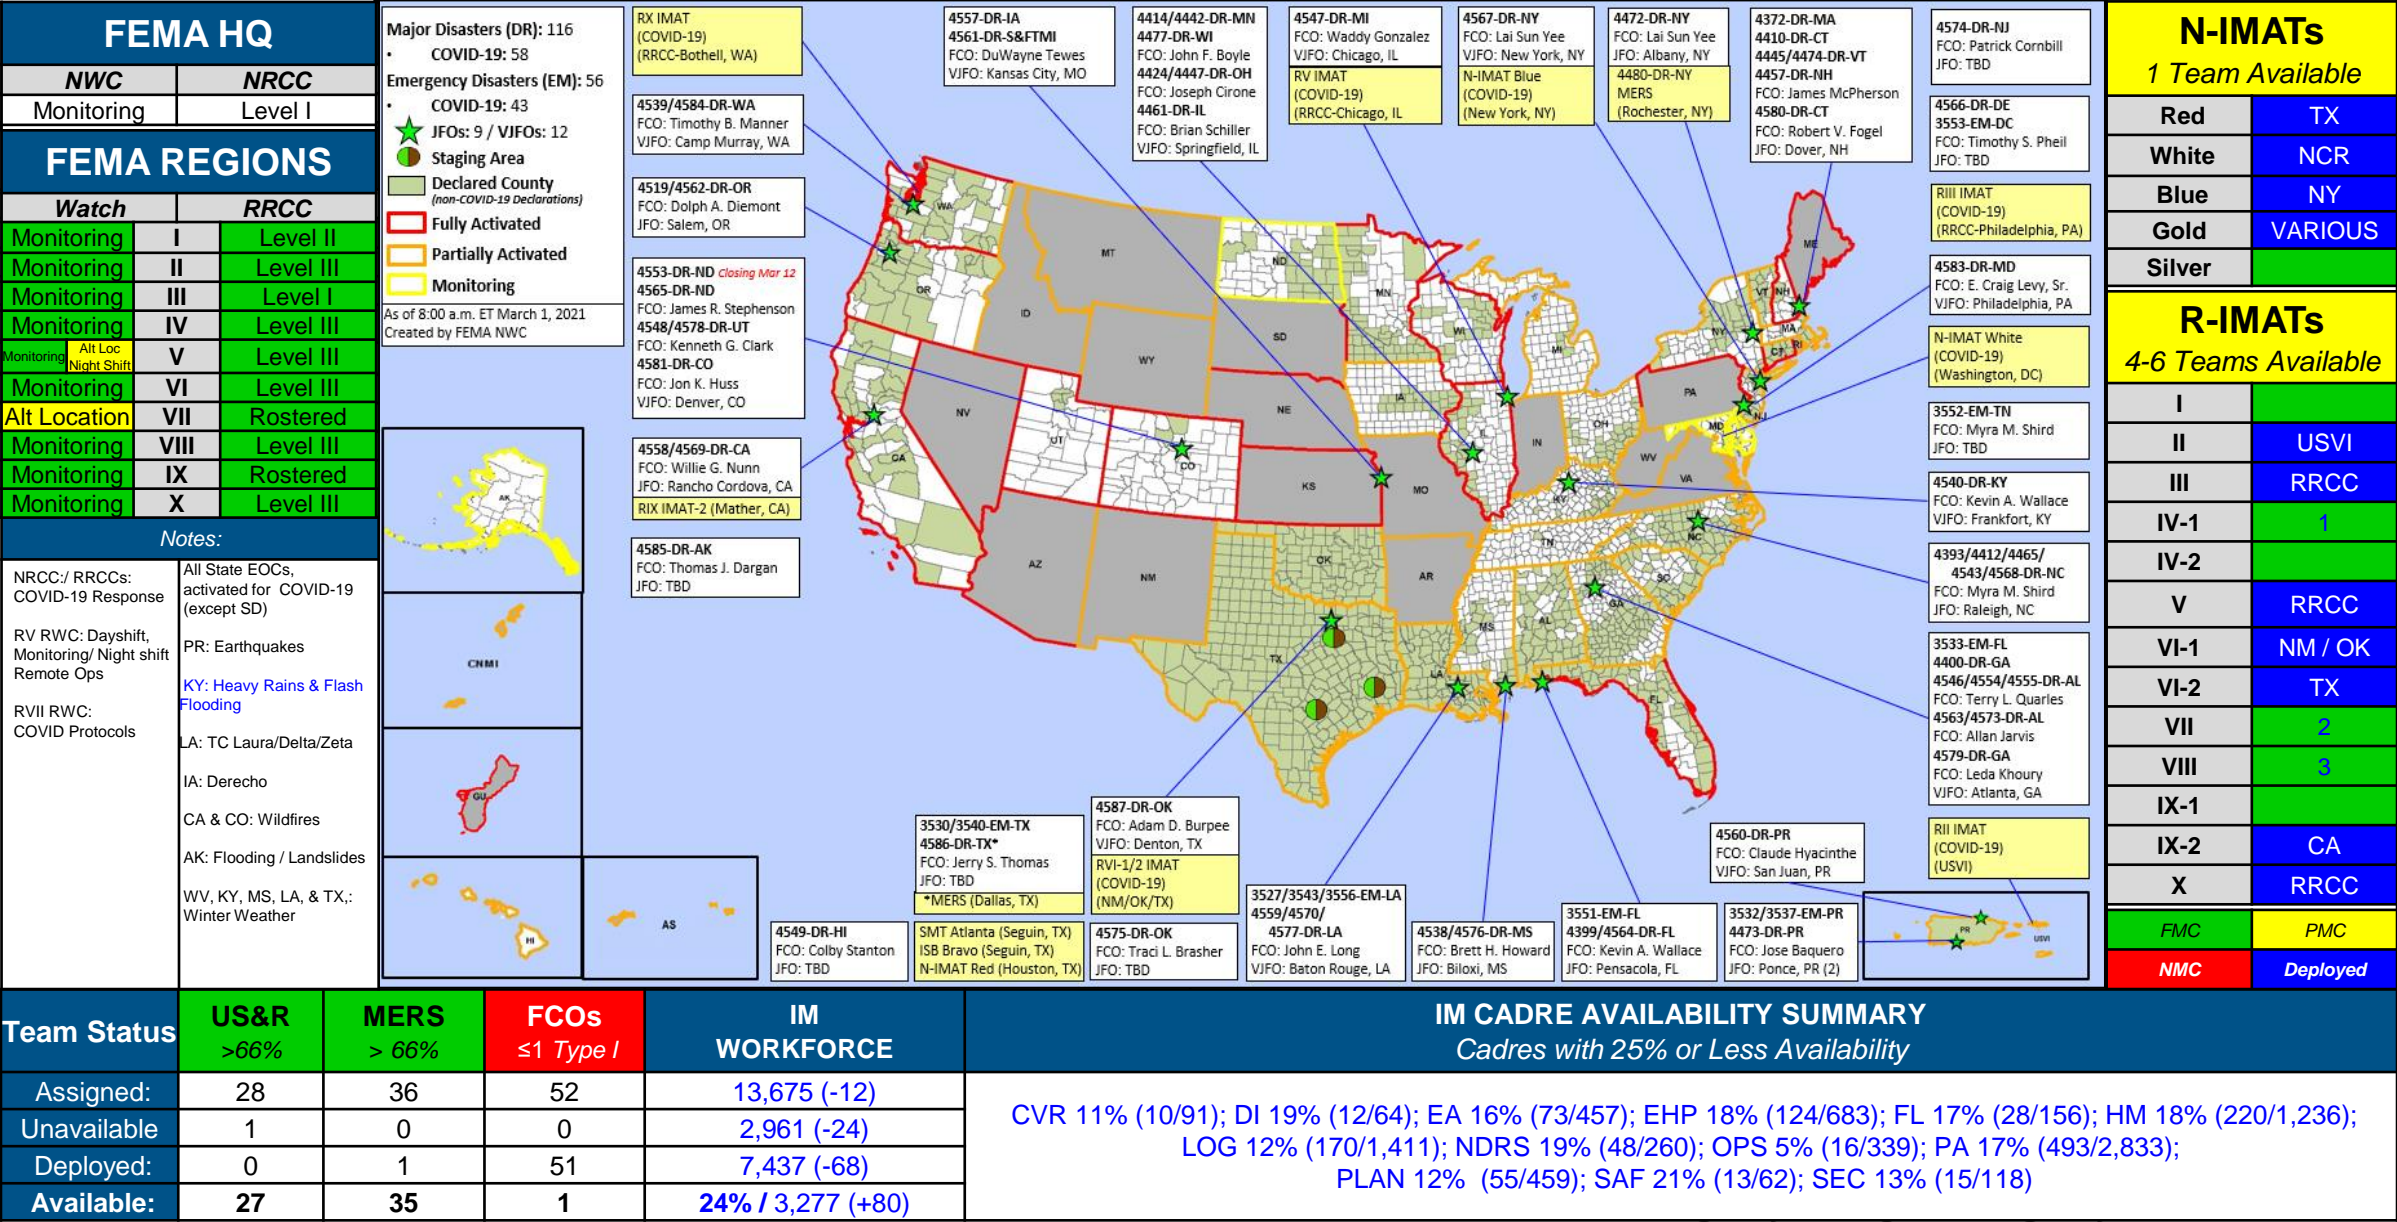 FEMA HQ
NWC NRCC
Monitoring Level I
FEMA REGIONS
Watch RRCC
Monitoring I Level II
Monitoring II Level III
Monitoring III Level I
Monitoring IV Level III
Monitoring Alt Loc Night Shift V Level III
Monitoring VI Level III
Alt Location VII Rostered
Monitoring VIII Level III
Monitoring IX Rostered
Monitoring X Level III
Notes:
NRCC:/ RRCCs:
COVID-19 Response
RV RWC: Dayshift,
Monitoring/ Night shift
Remote Ops
RVII RWC:
COVID Protocols
All State EOCs,
activated for COVID-19
(except SD)
PR: Earthquakes
KY: Heavy Rains & Flash
Flooding
LA: TC Laura/Delta/Zeta
IA: Derecho
CA & CO: Wildfires
AK: Flooding / Landslides
WV, KY, MS, LA, & TX,:
Winter Weather
Major Disasters (DR): 116
• COVID-19: 58
Emergency Disasters (EM): 56
• COVID-19: 43
JFOs: 9 / VJFOs: 12
Staging Area
Declared County
(non-COVID-19 Declarations)
Fully Activated
Partially Activated
Monitoring
As of 8:00 a.m. ET March 1, 2021
Created by FEMA NWC
RX IMAT
(COVID-19)
(RRCC-Bothell, WA)
4539/4584-DR-WA
FCO: Timothy B. Manner
VJFO: Camp Murray, WA
4519/4562-DR-OR
FCO: Dolph A. Diemont
JFO: Salem, OR
4553-DR-ND Closing Mar 12
4565-DR-ND
FCO: James R. Stephenson
4548/4578-DR-UT
FCO: Kenneth G. Clark
4581-DR-CO
FCO: Jon K. Huss
VJFO: Denver, CO
4558/4569-DR-CA
FCO: Willie G. Nunn
JFO: Rancho Cordova, CA
RIX IMAT-2 (Mather, CA)
4585-DR-AK
FCO: Thomas J. Dargan
JFO: TBD
4557-DR-IA
4561-DR-S&FTMI
FCO: DuWayne Tewes
VJFO: Kansas City, MO
4414/4442-DR-MN
4477-DR-WI
FCO: John F. Boyle
4424/4447-DR-OH
FCO: Joseph Cirone
4461-DR-IL
FCO: Brian Schiller
VJFO: Springfield, IL
4547-DR-MI
FCO: Waddy Gonzalez
VJFO: Chicago, IL
RV IMAT
(COVID-19)
(RRCC-Chicago, IL
4567-DR-NY
FCO: Lai Sun Yee
VJFO: New York, NY
N-IMAT Blue
(COVID-19)
(New York, NY)
4472-DR-NY
FCO: Lai Sun Yee
JFO: Albany, NY
4480-DR-NY
MERS
(Rochester, NY)
4372-DR-MA
4410-DR-CT
4445/4474-DR-VT
4457-DR-NH
FCO: James McPherson
4580-DR-CT
FCO: Robert V. Fogel
JFO: Dover, NH
4574-DR-NJ
FCO: Patrick Cornbill
JFO: TBD
4566-DR-DE
3553-EM-DC
FCO: Timothy S. Pheil
JFO: TBD
RIII IMAT
(COVID-19)
(RRCC-Philadelphia, PA)
4583-DR-MD
FCO: E. Craig Levy, Sr.
VJFO: Philadelphia, PA
N-IMAT White
(COVID-19)
(Washington, DC)
3552-EM-TN
FCO: Myra M. Shird
JFO: TBD
4540-DR-KY
FCO: Kevin A. Wallace
VJFO: Frankfort, KY
4393/4412/4465/
4543/4568-DR-NC
FCO: Myra M. Shird
JFO: Raleigh, NC
3533-EM-FL
4400-DR-GA
4546/4554/4555-DR-AL
FCO: Terry L. Quarles
4563/4573-DR-AL
FCO: Allan Jarvis
4579-DR-GA
FCO: Leda Khoury
VJFO: Atlanta, GA
RII IMAT
(COVID-19)
(USVI)
4560-DR-PR
FCO: Claude Hyacinthe
VJFO: San Juan, PR
3532/3537-EM-PR
4473-DR-PR
FCO: Jose Baquero
JFO: Ponce, PR (2)
3551-EM-FL
4399/4564-DR-FL
FCO: Kevin A. Wallace
JFO: Pensacola, FL
4538/4576-DR-MS
FCO: Brett H. Howard
JFO: Biloxi, MS
3527/3543/3556-EM-LA
4559/4570/
4577-DR-LA
FCO: John E. Long
VJFO: Baton Rouge, LA
4587-DR-OK
FCO: Adam D. Burpee
VJFO: Denton, TX
RVI-1/2 IMAT
(COVID-19)
(NM/OK/TX)
4575-DR-OK
FCO: Traci L. Brasher
JFO: TBD
3530/3540-EM-TX
4586-DR-TX*
FCO: Jerry S. Thomas
JFO: TBD
*MERS (Dallas, TX)
SMT Atlanta (Seguin, TX)
ISB Bravo (Seguin, TX)
N-IMAT Red (Houston, TX)
4549-DR-HI
FCO: Colby Stanton
JFO: TBD
WA
MT
ND
MN
ME
OR
ID
SD
WI
MI
VT
NH
NY
MA
CT
RI
WY
NE
IA
PA
NJ
NV
UT
CO
KS
MO
IL
IN
OH
WV
MD
VA
KY
CA
AZ
NM
OK
AR
TN
NC
SC
MS
AL
GA
TX
LA
FL
AK
CNMI
GU
HI
AS
PR
USVI
N-IMATs
1 Team Available
Red TX
White NCR
Blue NY
Gold VARIOUS
Silver
R-IMATs
4-6 Teams Available
I
II USVI
III RRCC
IV-1 1
IV-2
V RRCC
VI-1 NM / OK
VI-2 TX
VII 2
VIII 3
IX-1
IX-2 CA
X RRCC
FMC PMC
NMC Deployed
Team Status US&R >66% MERS > 66% FCOs ≤1 Type I IM WORKFORCE
Assigned: 28 36 52 13,675 (-12)
Unavailable 1 0 0 2,961 (-24)
Deployed: 0 1 51 7,437 (-68)
Available: 27 35 1 24% / 3,277 (+80)
IM CADRE AVAILABILITY SUMMARY
Cadres with 25% or Less Availability
CVR 11% (10/91); DI 19% (12/64); EA 16% (73/457); EHP 18% (124/683); FL 17% (28/156); HM 18% (220/1,236);
LOG 12% (170/1,411); NDRS 19% (48/260); OPS 5% (16/339); PA 17% (493/2,833);
PLAN 12% (55/459); SAF 21% (13/62); SEC 13% (15/118)